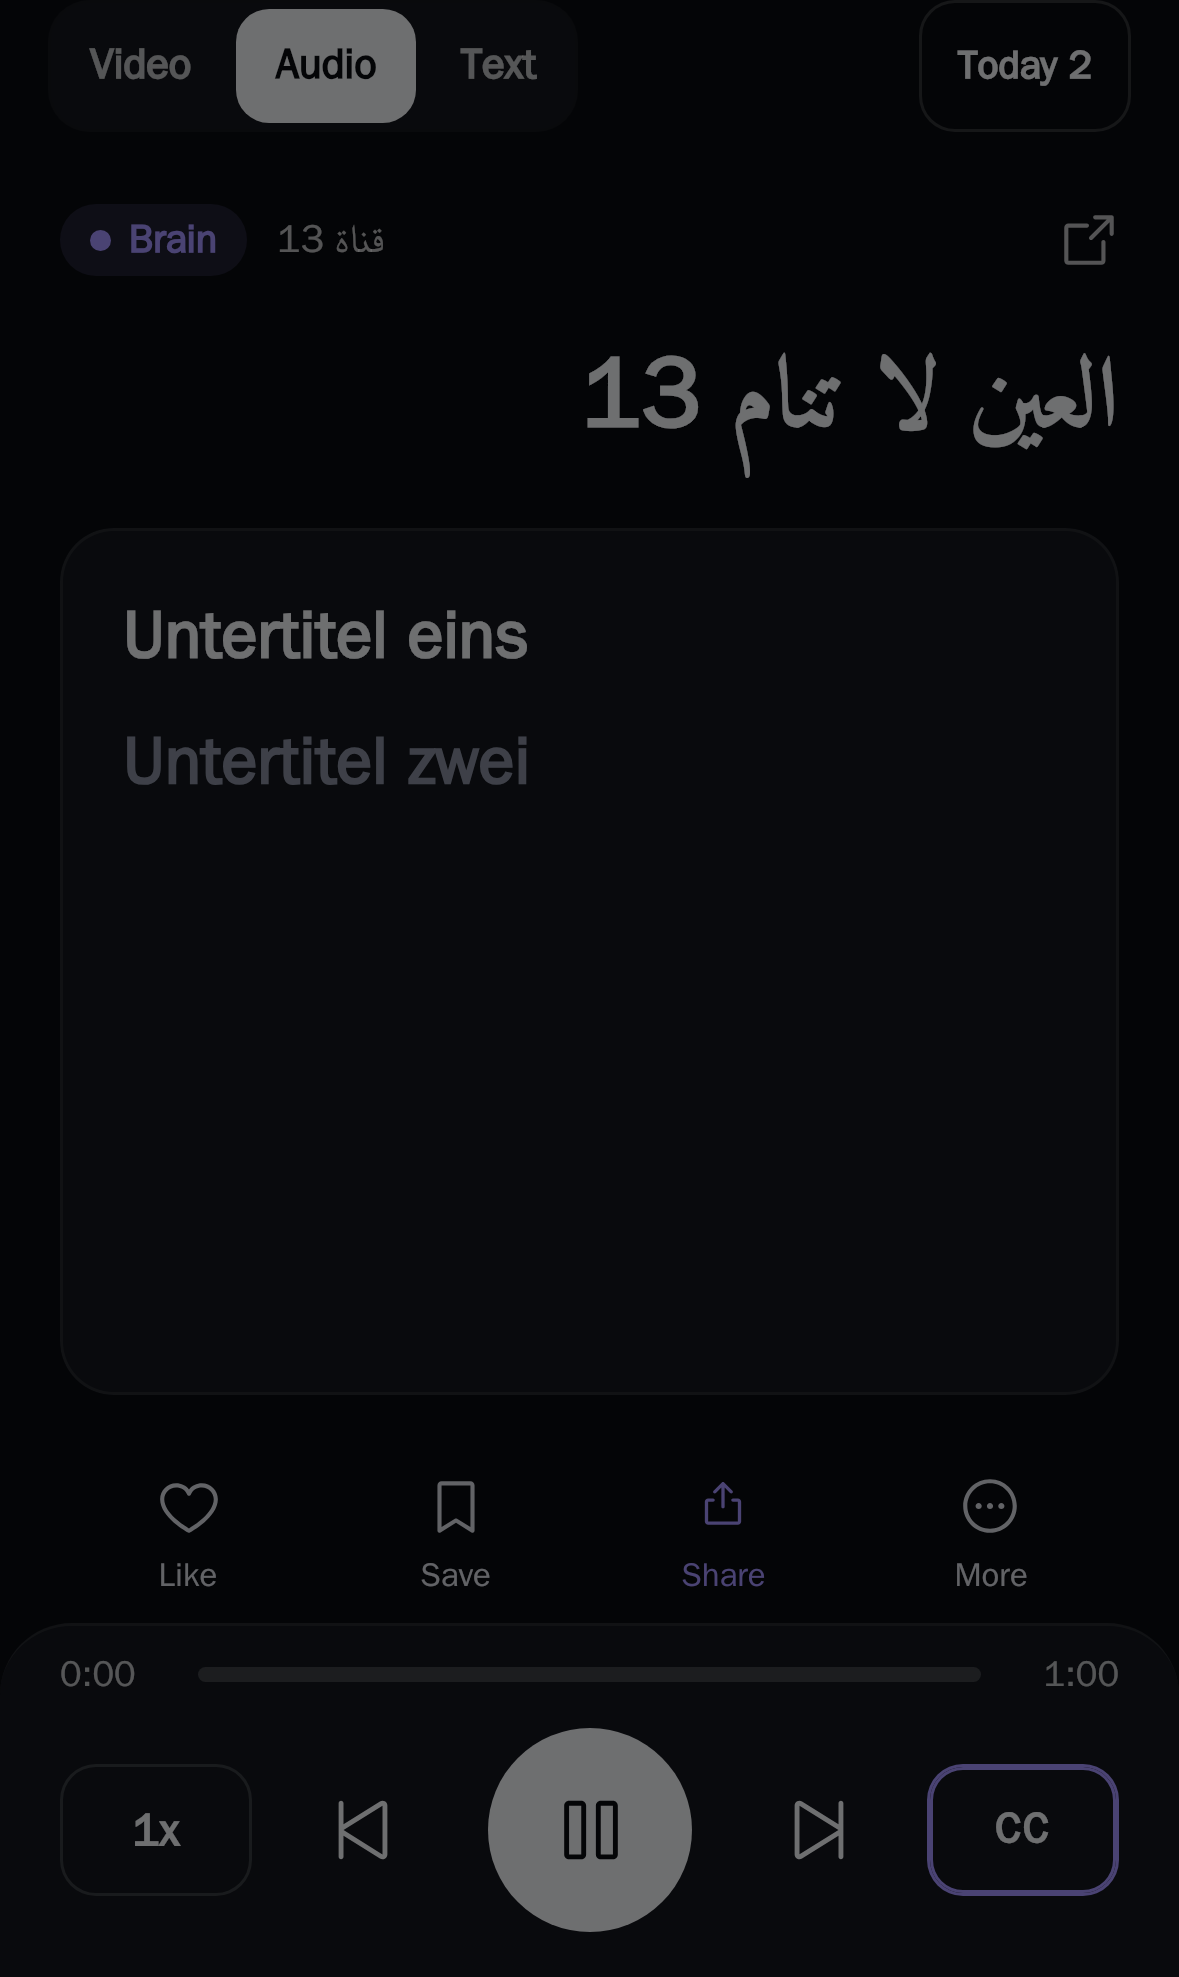 Video Audio Text Today 2
Brain قناة 13
العين لا تنام 13
Untertitel eins
Untertitel zwei
Like Save Share More
0:00 1:00
1x CC